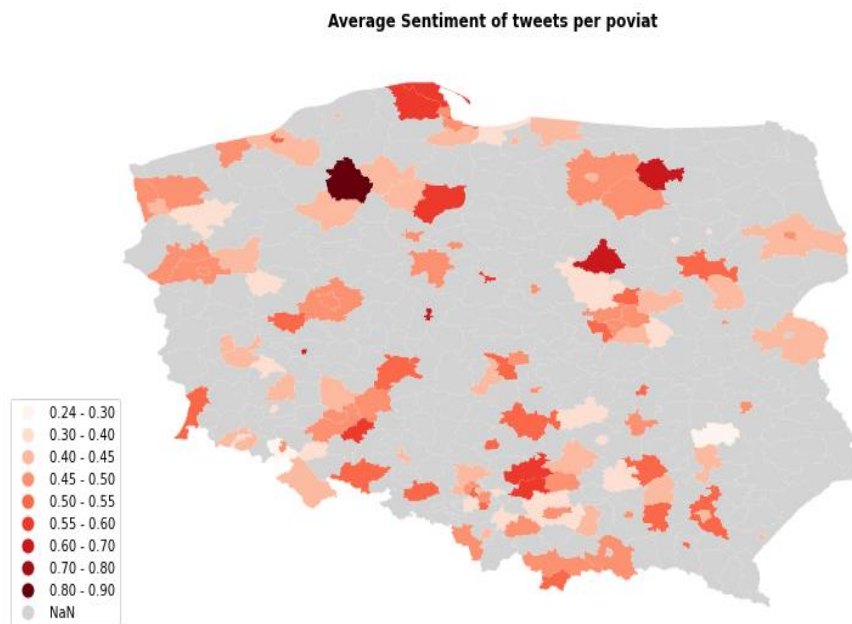 Average Sentiment of tweets per poviat
0.24 - 0.30
0.30 - 0.40
0.40 - 0.45
0.45 - 0.50
0.50 - 0.55
0.55 - 0.60
0.60 - 0.70
0.70 - 0.80
0.80 - 0.90
NaN